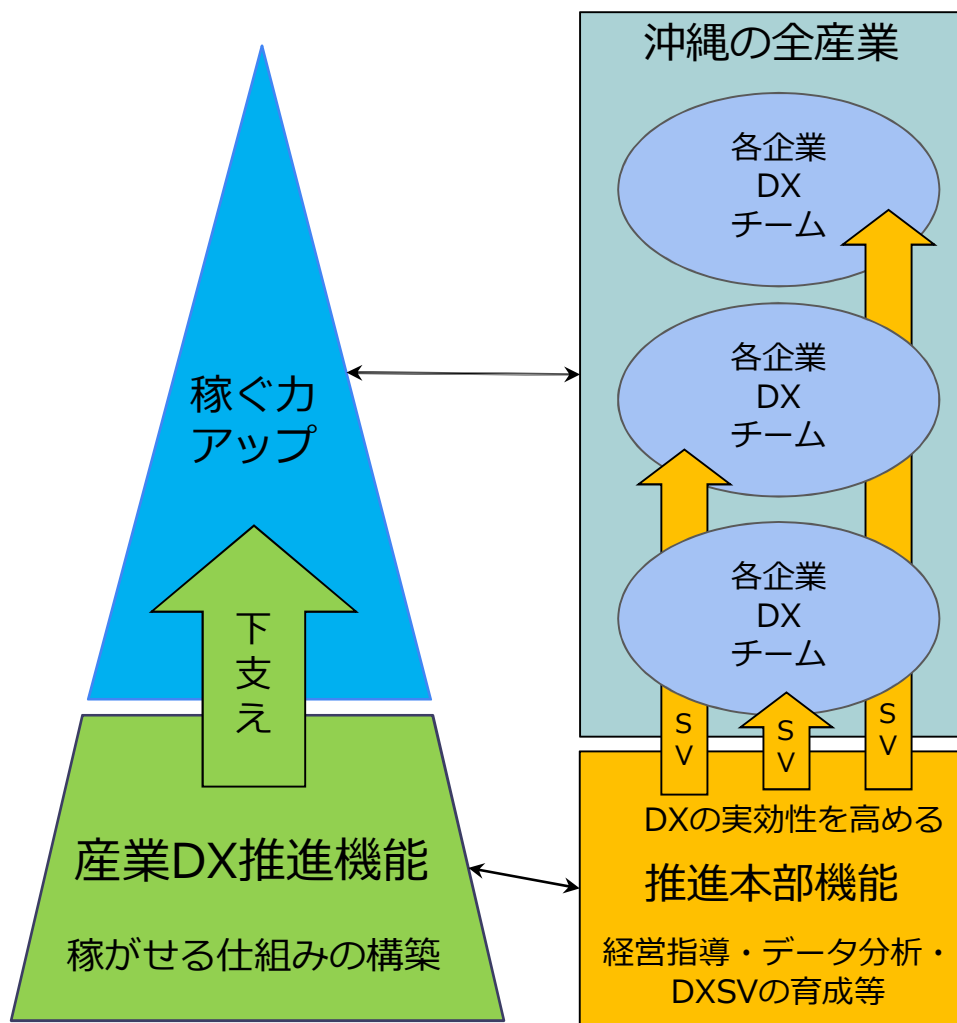 稼ぐ力
アップ
下
支
え
産業DX推進機能
稼がせる仕組みの構築
沖縄の全産業
各企業
DX
チーム
各企業
DX
チーム
各企業
DX
チーム
S
V
S
V
S
V
DXの実効性を高める
推進本部機能
経営指導・データ分析・
DXSVの育成等